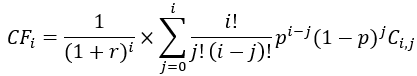 $CF_i = \frac{1}{(1+r)^i} \times \sum_{j=0}^{i} \frac{i!}{j!\,(i-j)!} p^{i-j} (1-p)^j C_{i,j}$